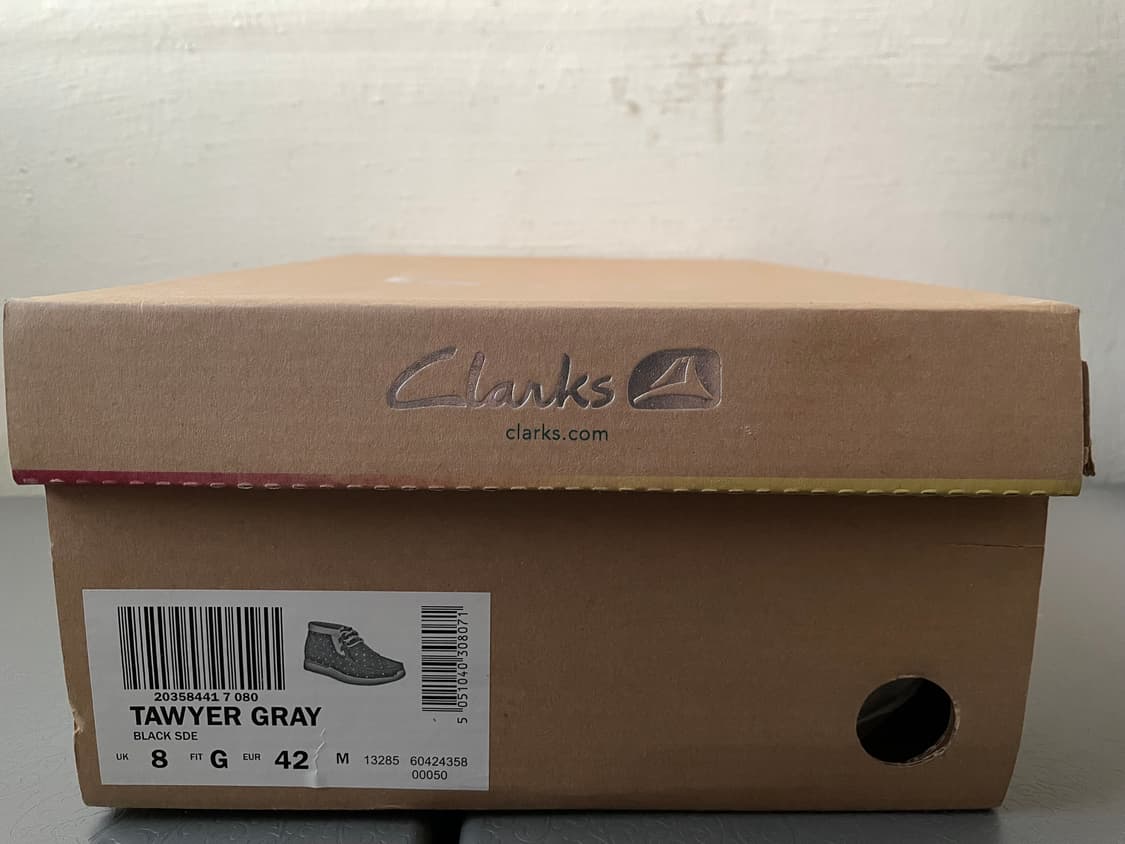 Clarks
clarks.com
20358441 7 080
5 051040 308071
TAWYER GRAY
BLACK SDE
UK 8 FIT G EUR 42 M 13285 60424358
00050